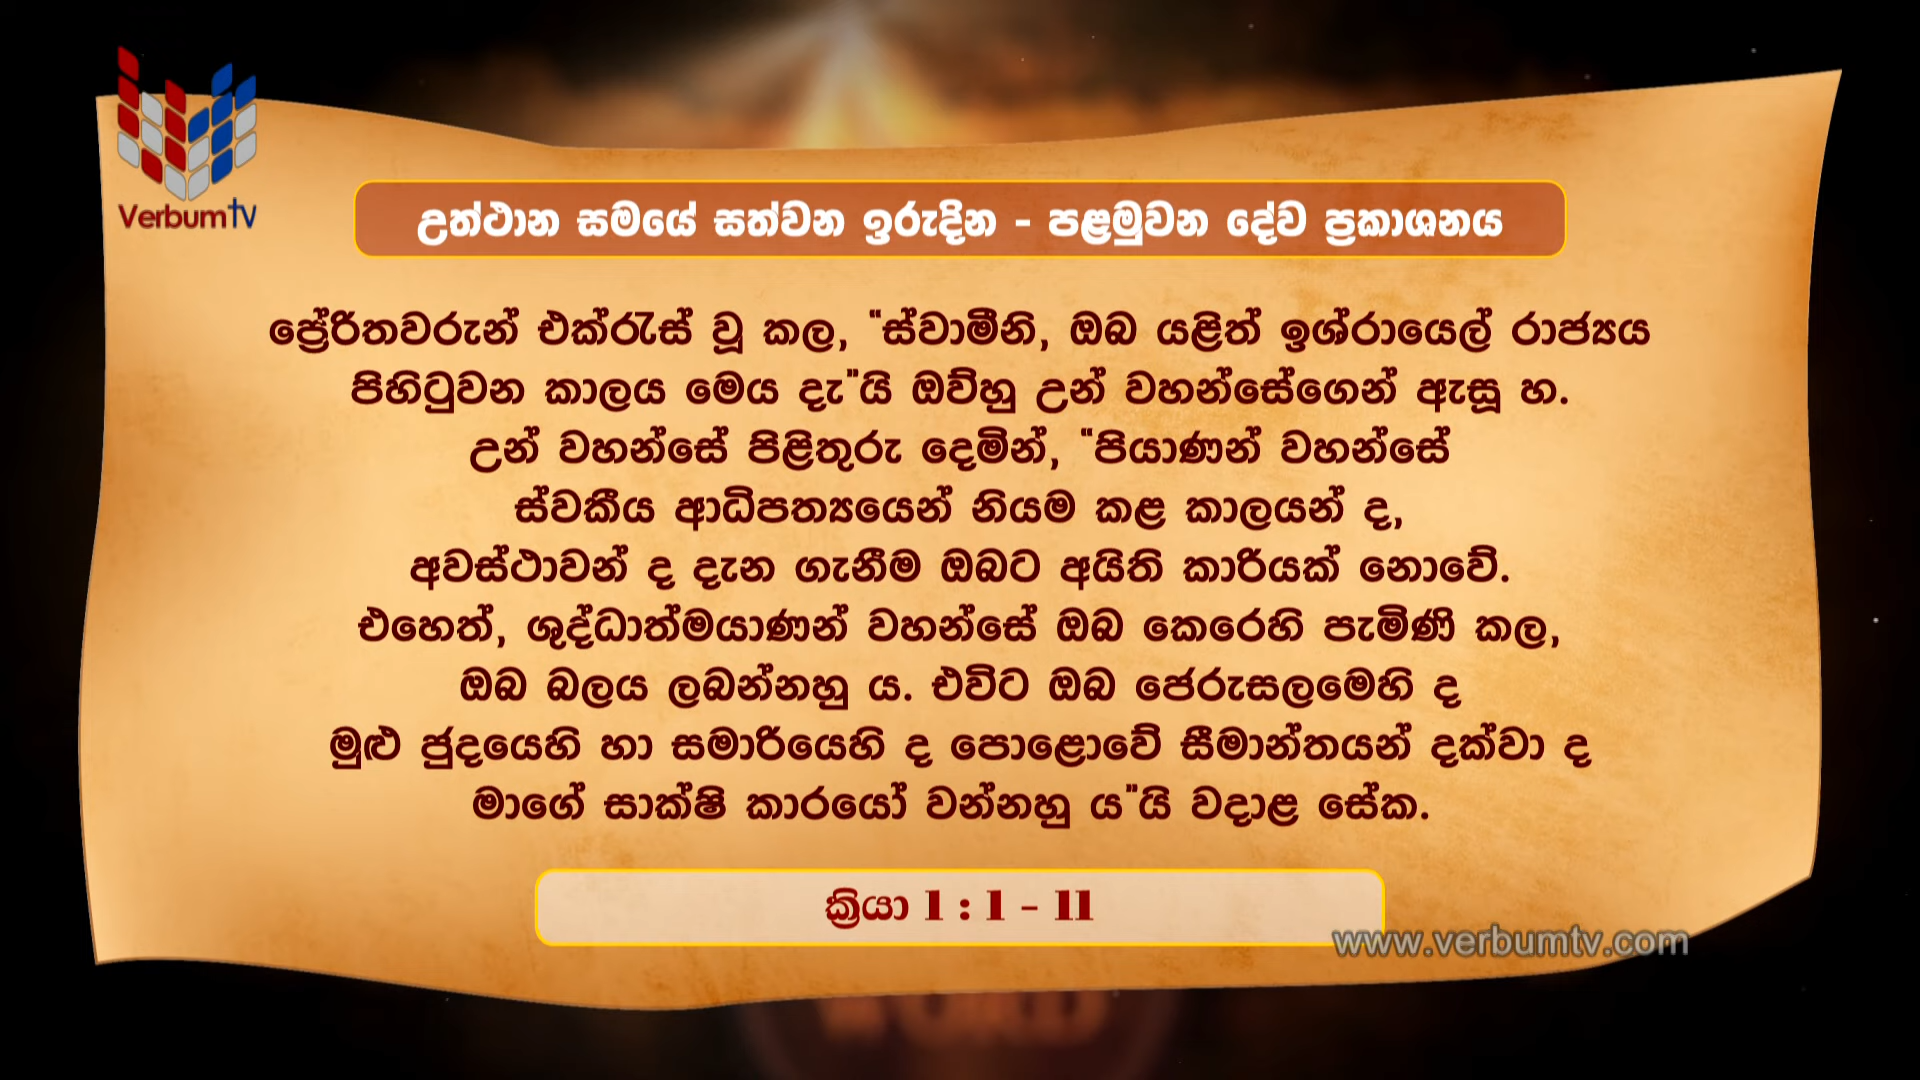 VerbumTV
උත්ථාන සමයේ සත්වන ඉරුදින - පළමුවන දේව ප්‍රකාශනය
ප්‍රේරිතවරුන් එක්රැස් වූ කල, “ස්වාමීනි, ඔබ යළිත් ඉශ්රායෙල් රාජ්‍යය
පිහිටුවන කාලය මෙය දැ”යි ඔව්හු උන් වහන්සේගෙන් ඇසූ හ.
උන් වහන්සේ පිළිතුරු දෙමින්, “පියාණන් වහන්සේ
ස්වකීය ආධිපත්‍යයෙන් නියම කළ කාලයන් ද,
අවස්ථාවන් ද දැන ගැනීම ඔබට අයිති කාරියක් නොවේ.
එහෙත්, ශුද්ධාත්මයාණන් වහන්සේ ඔබ කෙරෙහි පැමිණි කල,
ඔබ බලය ලබන්නහු ය. එවිට ඔබ ජෙරුසලමෙහි ද
මුළු ජුදයෙහි හා සමාරියෙහි ද පොළොවේ සීමාන්තයන් දක්වා ද
මාගේ සාක්ෂි කාරයෝ වන්නහු ය”යි වදාළ සේක.
ක්‍රියා 1 : 1 - 11
www.verbumtv.com